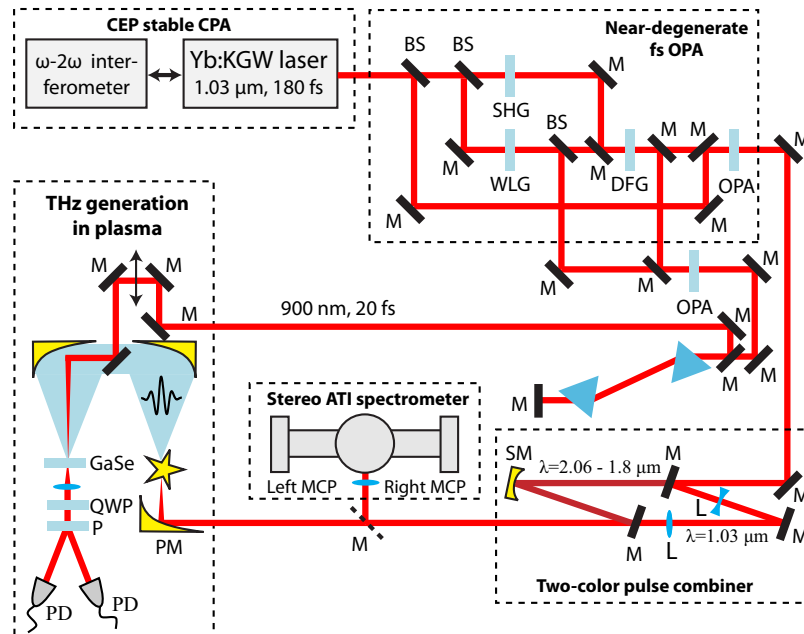 CEP stable CPA
ω-2ω inter-
ferometer
Yb:KGW laser
1.03 μm, 180 fs
Near-degenerate
fs OPA
BS
BS
M
SHG
BS
M
M
M
WLG
M
M
DFG
OPA
M
M
THz generation
in plasma
M
M
M
900 nm, 20 fs
M
M
OPA
M
M
M
M
M
Stereo ATI spectrometer
Left MCP
Right MCP
M
GaSe
QWP
P
PM
PD
PD
SM
λ=2.06 - 1.8 μm
M
L
λ=1.03 μm
M
L
M
M
Two-color pulse combiner